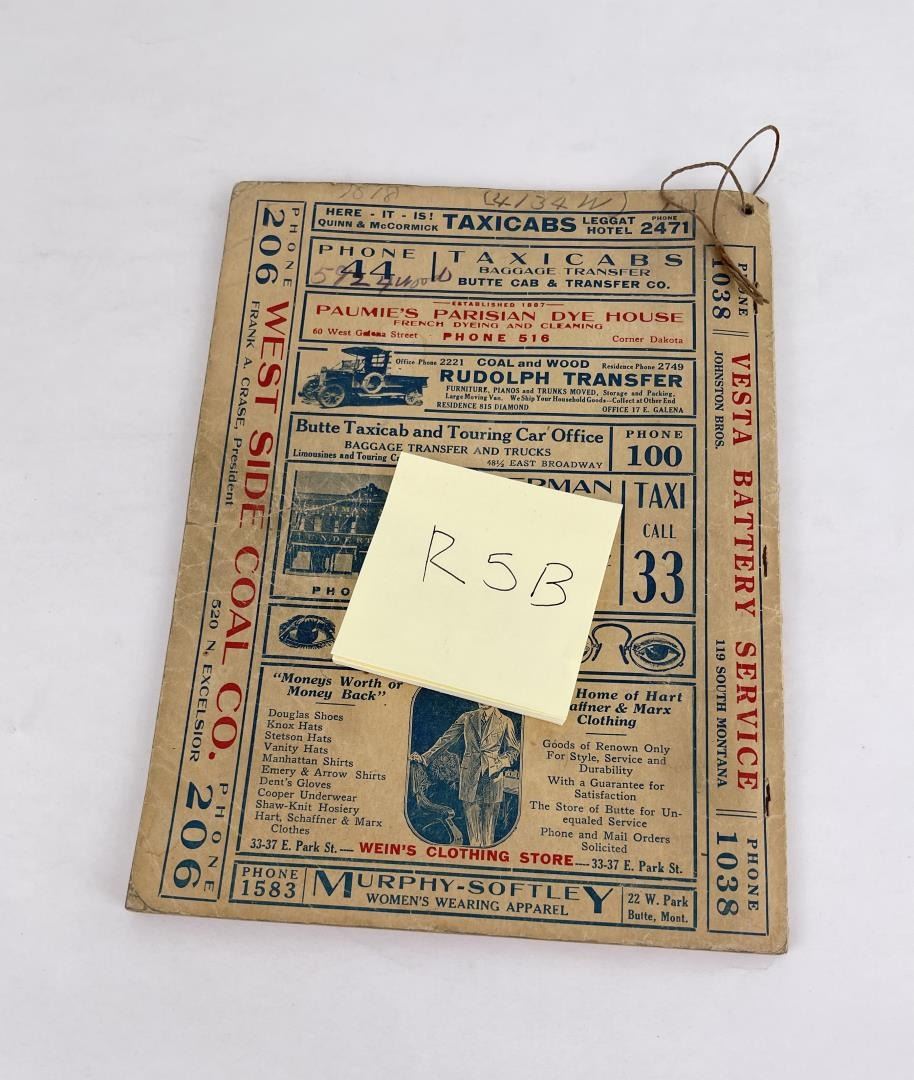 1818 (4134W)
HERE - IT - IS!
QUINN & McCORMICK
TAXICABS
LEGGAT
HOTEL
PHONE
2471
PHONE
44
592 Y Woods
TAXICABS
BAGGAGE TRANSFER
BUTTE CAB & TRANSFER CO.
ESTABLISHED 1887
PAUMIE'S PARISIAN DYE HOUSE
FRENCH DYEING AND CLEANING
60 West Galena Street PHONE 516 Corner Dakota
Office Phone 2221 COAL and WOOD Residence Phone 2749
RUDOLPH TRANSFER
FURNITURE, PIANOS and TRUNKS MOVED, Storage and Packing,
Large Moving Van. We Ship Your Household Goods—Collect at Other End
RESIDENCE 815 DIAMOND OFFICE 17 E. GALENA
Butte Taxicab and Touring Car Office
BAGGAGE TRANSFER AND TRUCKS
Limousines and Touring 48½ EAST BROADWAY
PHONE
100
ERMAN
UNDERT
PHO
TAXI
CALL
33
R5B
"Moneys Worth or
Money Back"
Douglas Shoes
Knox Hats
Stetson Hats
Vanity Hats
Manhattan Shirts
Emery & Arrow Shirts
Dent's Gloves
Cooper Underwear
Shaw-Knit Hosiery
Hart, Schaffner & Marx
Clothes
33-37 E. Park St.
Home of Hart
affner & Marx
Clothing
Goods of Renown Only
For Style, Service and
Durability
With a Guarantee for
Satisfaction
The Store of Butte for Un-
equaled Service
Phone and Mail Orders
Solicited
33-37 E. Park St.
WEIN'S CLOTHING STORE
PHONE
1583
MURPHY-SOFTLEY
WOMEN'S WEARING APPAREL
22 W. Park
Butte, Mont.
PHONE
206
WEST SIDE COAL CO.
FRANK A. CRASE, President
520 N. EXCELSIOR
PHONE
206
PHONE
1038
VESTA BATTERY SERVICE
JOHNSTON BROS.
119 SOUTH MONTANA
PHONE
1038